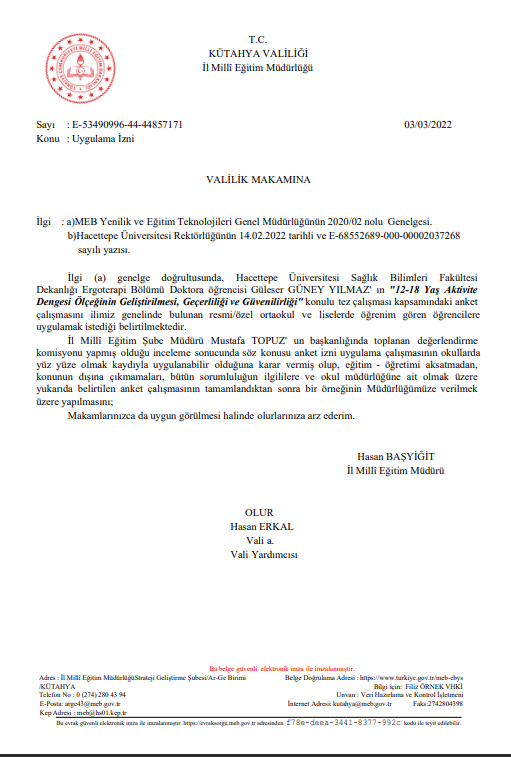 T.C.
KÜTAHYA VALİLİĞİ
İl Millî Eğitim Müdürlüğü
Sayı : E-53490996-44-44857171 03/03/2022
Konu : Uygulama İzni
VALİLİK MAKAMINA
İlgi : a)MEB Yenilik ve Eğitim Teknolojileri Genel Müdürlüğünün 2020/02 nolu Genelgesi.
b)Hacettepe Üniversitesi Rektörlüğünün 14.02.2022 tarihli ve E-68552689-000-00002037268
sayılı yazısı.
İlgi (a) genelge doğrultusunda, Hacettepe Üniversitesi Sağlık Bilimleri Fakültesi
Dekanlığı Ergoterapi Bölümü Doktora öğrencisi Güleser GÜNEY YILMAZ' ın "12-18 Yaş Aktivite
Dengesi Ölçeğinin Geliştirilmesi, Geçerliliği ve Güvenilirliği" konulu tez çalışması kapsamındaki anket
çalışmasını ilimiz genelinde bulunan resmi/özel ortaokul ve liselerde öğrenim gören öğrencilere
uygulamak istediği belirtilmektedir.
İl Millî Eğitim Şube Müdürü Mustafa TOPUZ' un başkanlığında toplanan değerlendirme
komisyonu yapmış olduğu inceleme sonucunda söz konusu anket izni uygulama çalışmasının okullarda
yüz yüze olmak kaydıyla uygulanabilir olduğuna karar vermiş olup, eğitim - öğretimi aksatmadan,
konunun dışına çıkmamaları, bütün sorumluluğun ilgililere ve okul müdürlüğüne ait olmak üzere
yukarıda belirtilen anket çalışmasının tamamlandıktan sonra bir örneğinin Müdürlüğümüze verilmek
üzere yapılmasını;
Makamlarınızca da uygun görülmesi halinde olurlarınıza arz ederim.
Hasan BAŞYİĞİT
İl Millî Eğitim Müdürü
OLUR
Hasan ERKAL
Vali a.
Vali Yardımcısı
Bu belge güvenli elektronik imza ile imzalanmıştır.
Adres : İl Millî Eğitim MüdürlüğüStrateji Geliştirme Şubesi/Ar-Ge Birimi Belge Doğrulama Adresi : https://www.turkiye.gov.tr/meb-ebys
/KÜTAHYA Bilgi için: Filiz ÖRNEK VHKİ
Telefon No : 0 (274) 280 43 94 Unvan : Veri Hazırlama ve Kontrol İşletmeni
E-Posta: arge43@meb.gov.tr İnternet Adresi: kutahya@meb.gov.tr Faks:2742804398
Kep Adresi : meb@hs01.kep.tr
Bu evrak güvenli elektronik imza ile imzalanmıştır. https://evraksorgu.meb.gov.tr adresinden f78e-deea-3441-8377-992c kodu ile teyit edilebilir.